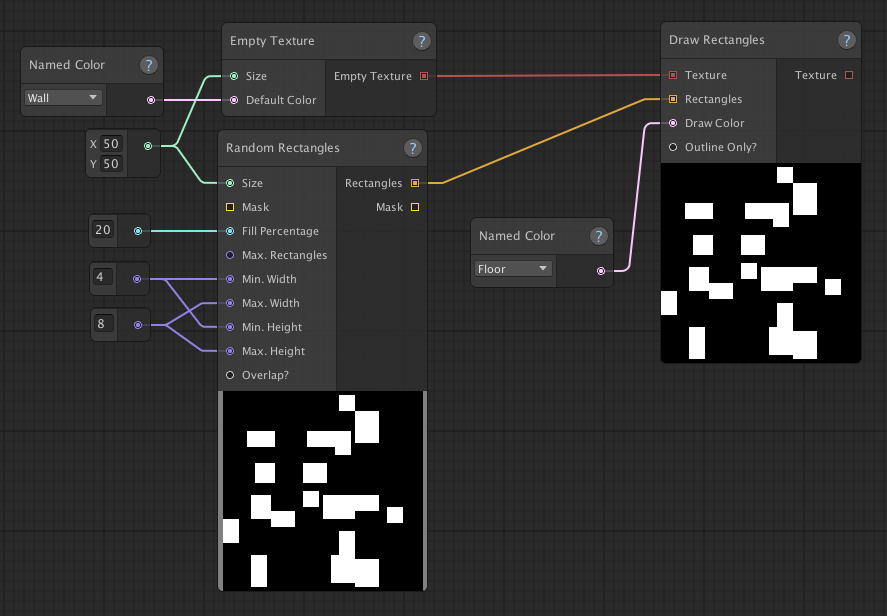 Named Color ?
Wall
X 50
Y 50
20
4
8
Empty Texture ?
Size Empty Texture
Default Color
Random Rectangles ?
Size Rectangles
Mask Mask
Fill Percentage
Max. Rectangles
Min. Width
Max. Width
Min. Height
Max. Height
Overlap?
Named Color ?
Floor
Draw Rectangles ?
Texture Texture
Rectangles
Draw Color
Outline Only?